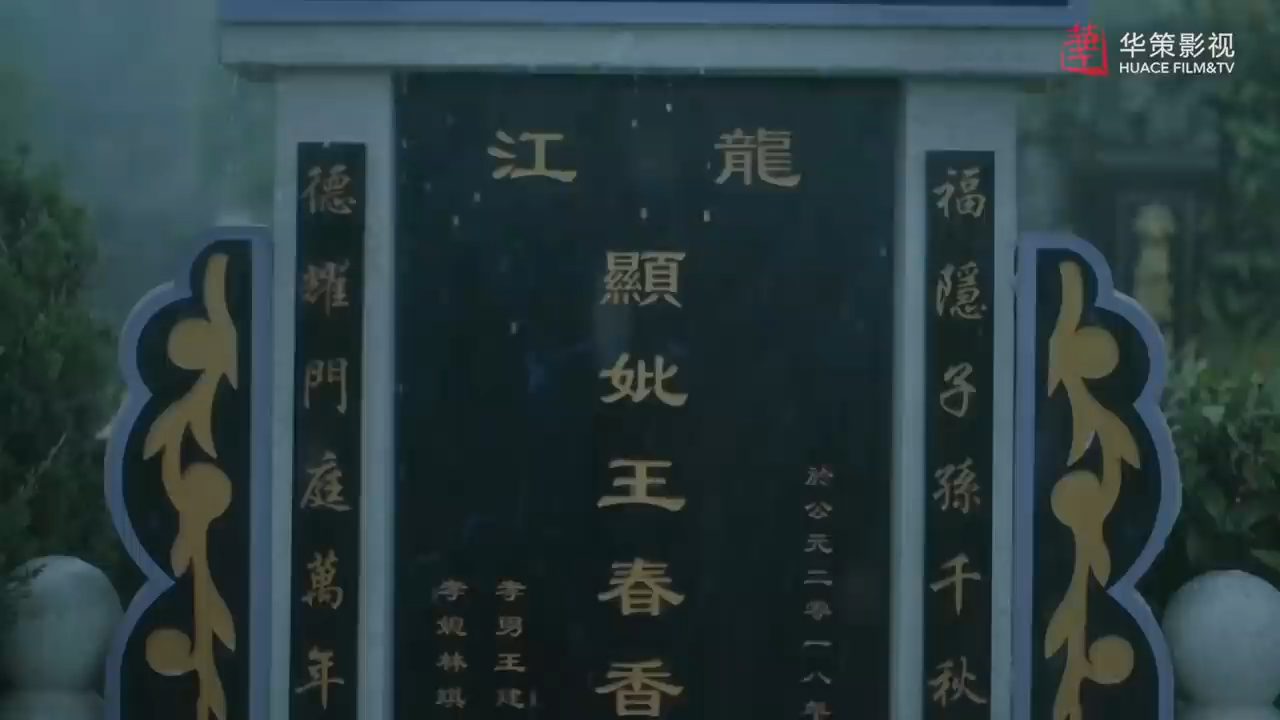 华策影视
HUACE FILM&TV
龍江
福隱子孫千秋
於公元二零一八年
顯妣王春香
孝男王建
孝媳林琪
德耀門庭萬年